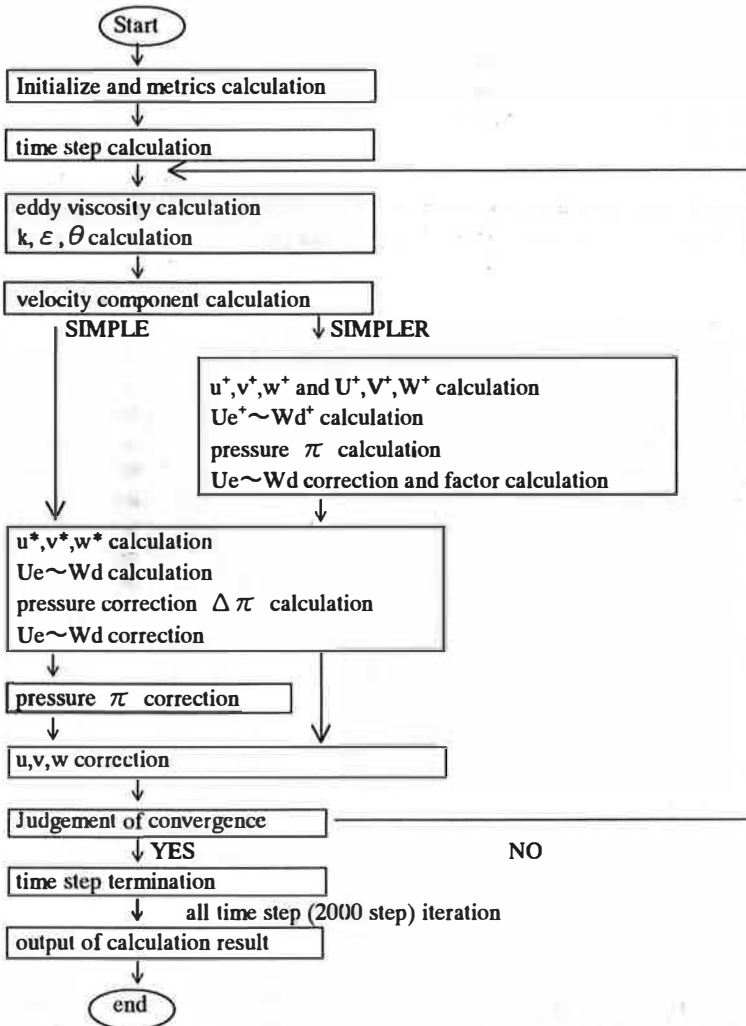 Start
Initialize and metrics calculation
time step calculation
eddy viscosity calculation
k, ε, θ calculation
velocity component calculation
SIMPLE
SIMPLER
u⁺,v⁺,w⁺ and U⁺,V⁺,W⁺ calculation
Ue⁺~Wd⁺ calculation
pressure π calculation
Ue~Wd correction and factor calculation
u*,v*,w* calculation
Ue~Wd calculation
pressure correction Δπ calculation
Ue~Wd correction
pressure π correction
u,v,w correction
Judgement of convergence
YES
NO
time step termination
all time step (2000 step) iteration
output of calculation result
end